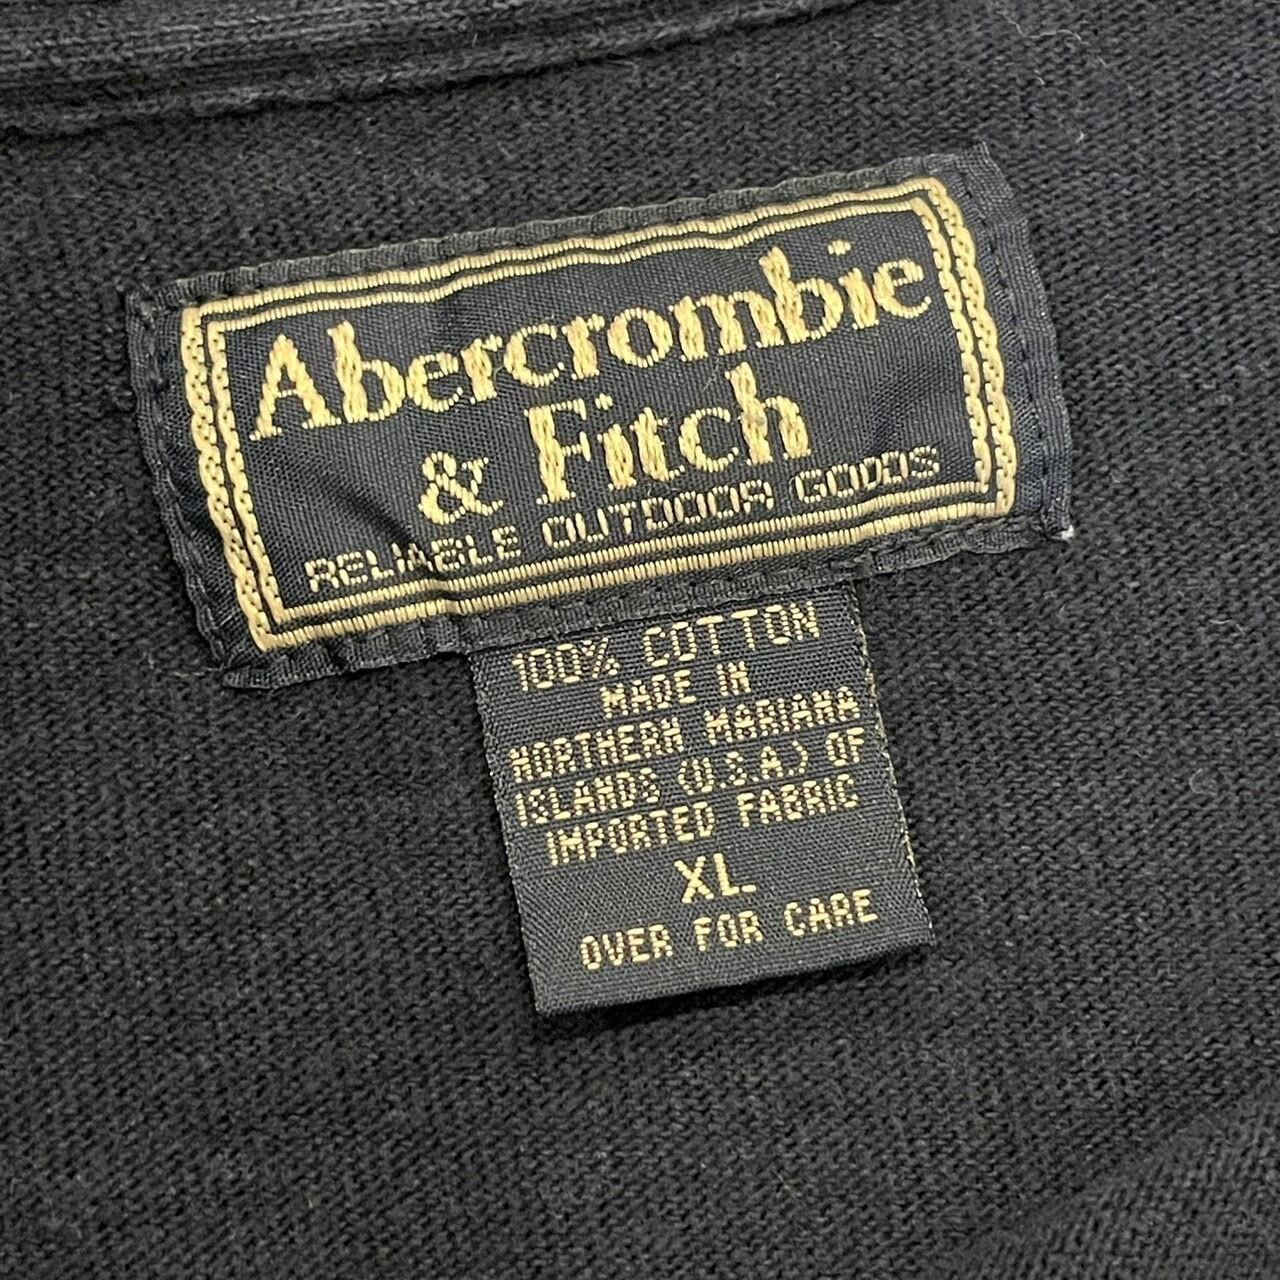 Abercrombie
& Fitch
RELIABLE OUTDOOR GOODS
100% COTTON
MADE IN
NORTHERN MARIANA
ISLANDS (U.S.A.) OF
IMPORTED FABRIC
XL
OVER FOR CARE